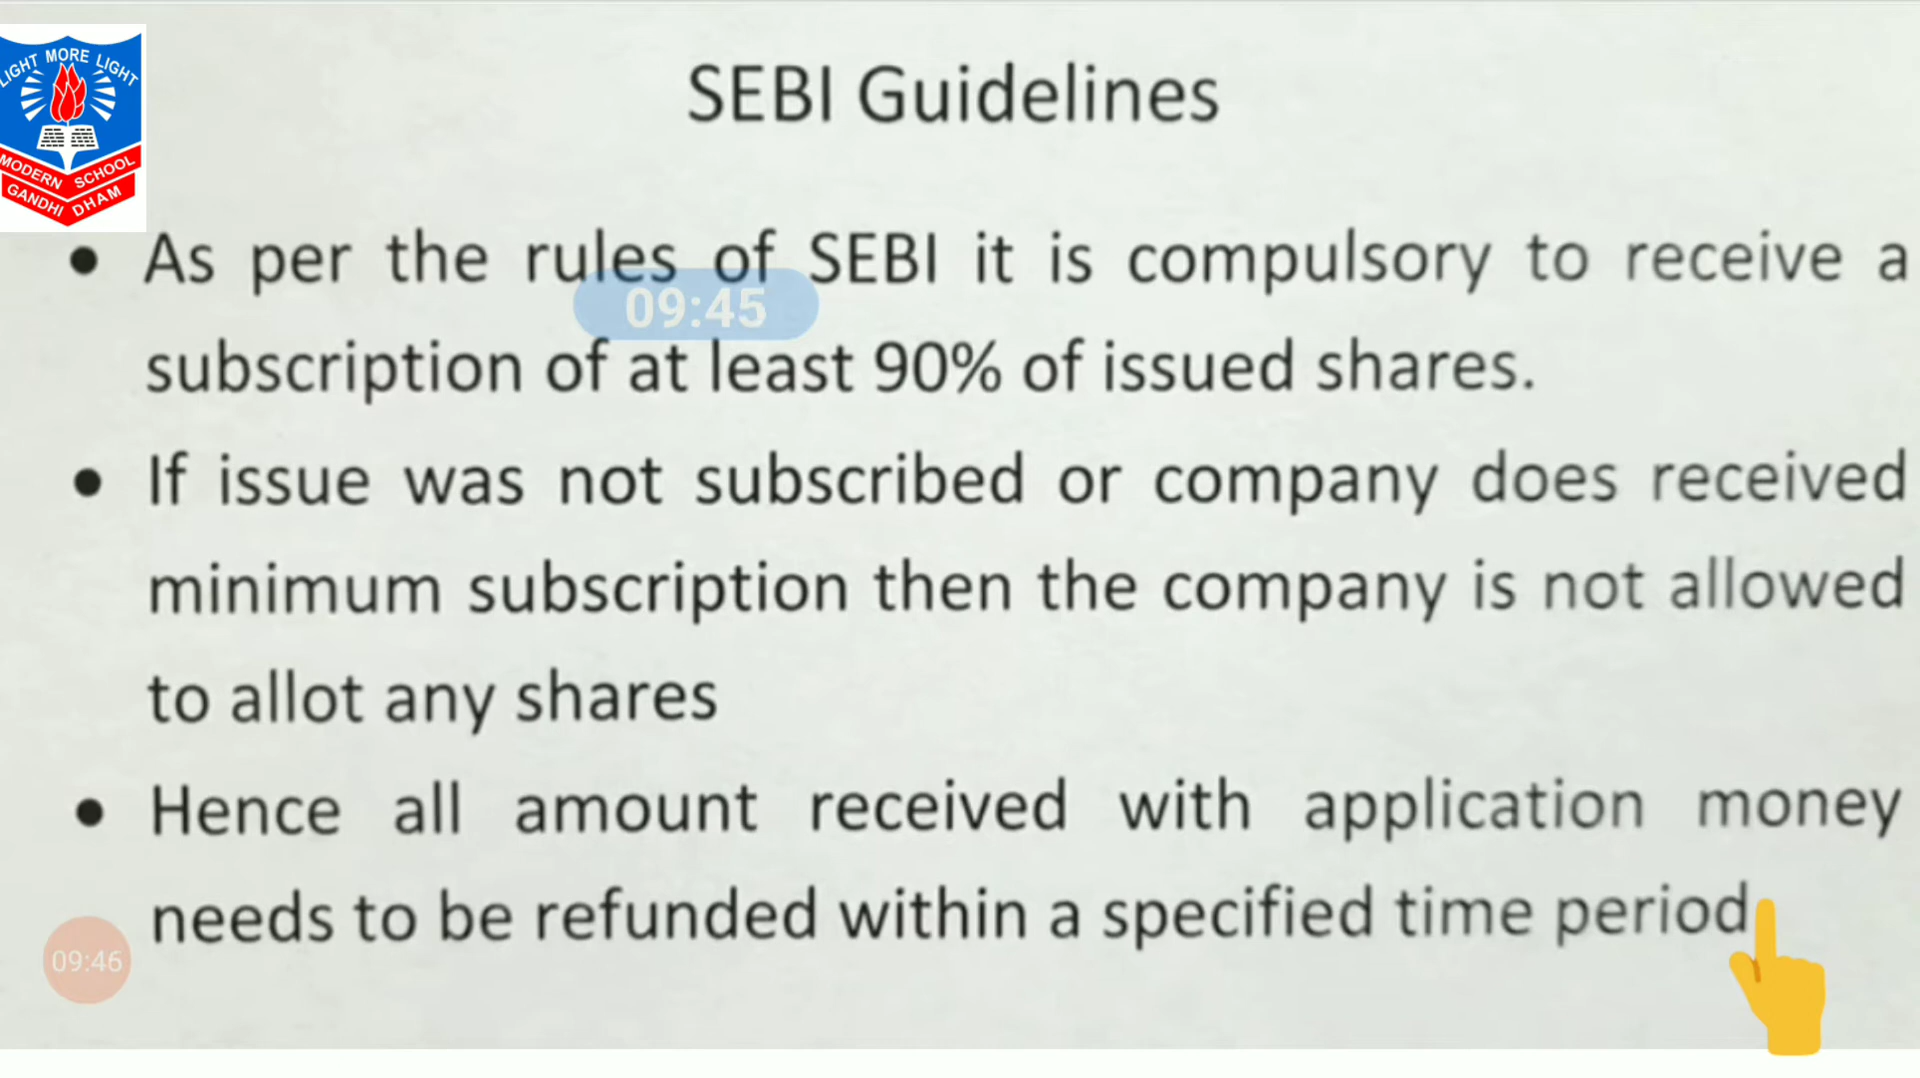 LIGHT MORE LIGHT
MODERN SCHOOL
GANDHI DHAM
SEBI Guidelines
• As per the rules of SEBI it is compulsory to receive a
09:45
subscription of at least 90% of issued shares.
• If issue was not subscribed or company does received
minimum subscription then the company is not allowed
to allot any shares
• Hence all amount received with application money
needs to be refunded within a specified time period
09:46